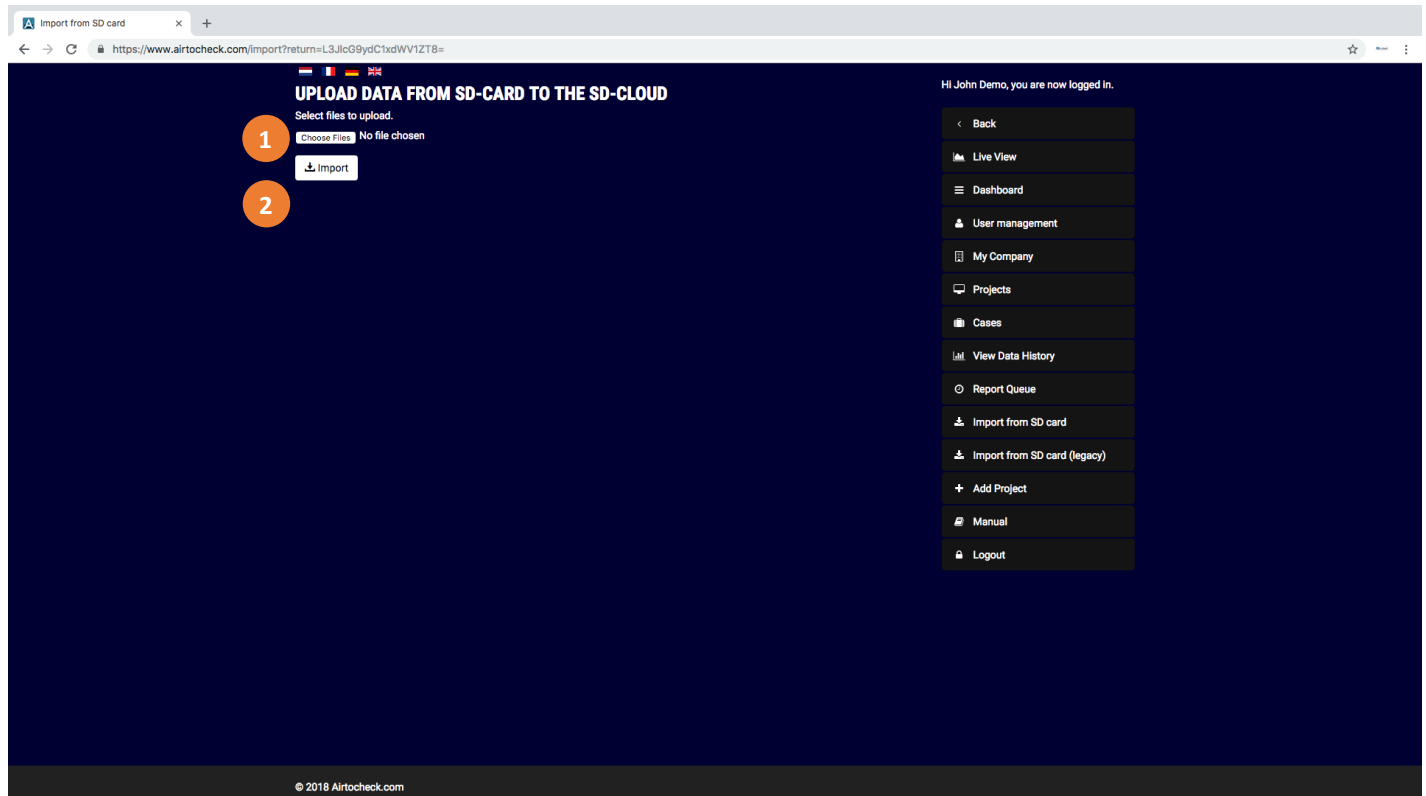 Import from SD card
https://www.airtocheck.com/import?return=L3JlcG9ydC1xdWV1ZT8=
UPLOAD DATA FROM SD-CARD TO THE SD-CLOUD
Select files to upload.
1
Choose Files No file chosen
Import
2
Hi John Demo, you are now logged in.
Back
Live View
Dashboard
User management
My Company
Projects
Cases
View Data History
Report Queue
Import from SD card
Import from SD card (legacy)
Add Project
Manual
Logout
© 2018 Airtocheck.com